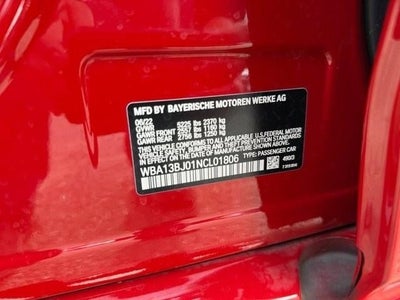 MFD BY BAYERISCHE MOTOREN WERKE AG
06/22
GVWR 5225 lbs 2370 kg
GAWR FRONT 2557 lbs 1160 kg
GAWR REAR 2756 lbs 1250 kg
THIS VEHICLE CONFORMS TO ALL APPLICABLE U.S. FEDERAL MOTOR
VEHICLE SAFETY, BUMPER, AND THEFT PREVENTION STANDARDS
IN EFFECT ON THE DATE OF MANUFACTURE SHOWN ABOVE.
WBA13BJ01NCL01806 TYPE: PASSENGER CAR